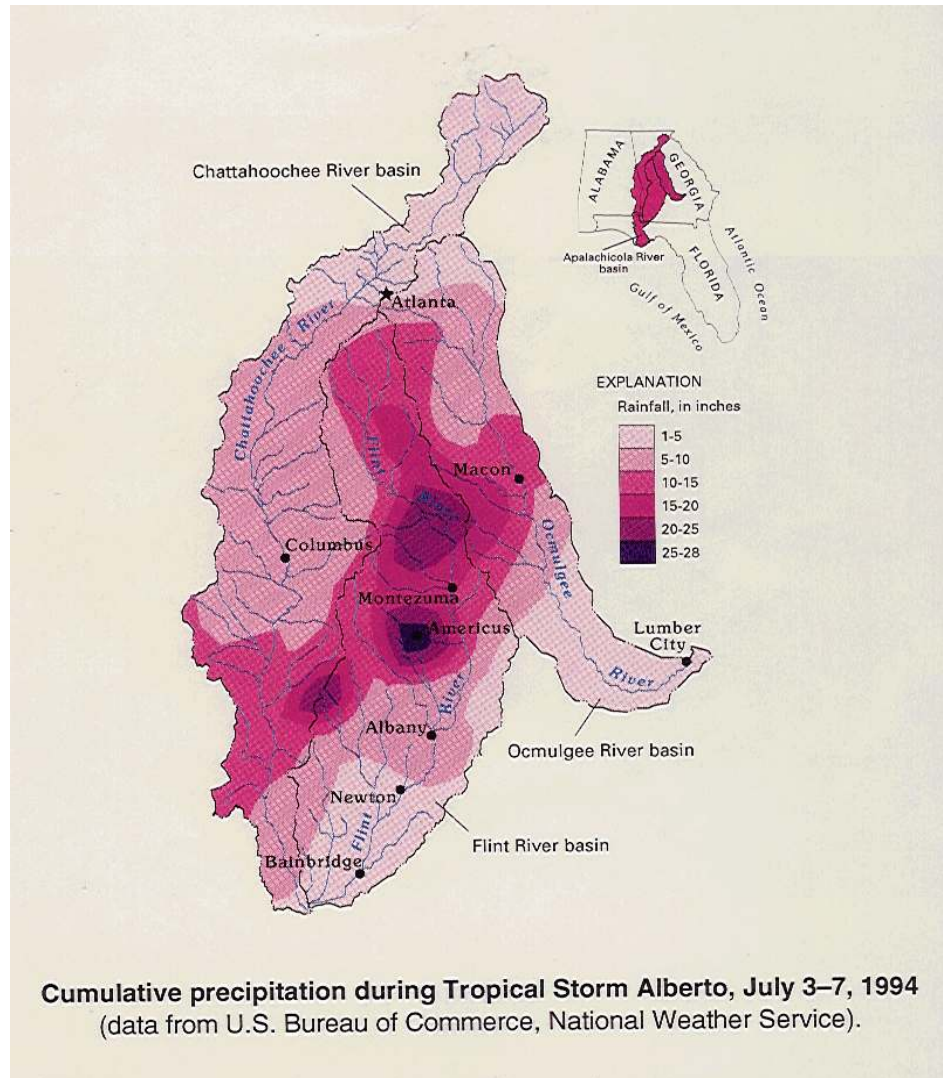 Chattahoochee River basin
ALABAMA
GEORGIA
Apalachicola River
basin
FLORIDA
Atlantic Ocean
Gulf of Mexico
Atlanta
Chattahoochee River
EXPLANATION
Rainfall, in inches
1-5
5-10
10-15
15-20
20-25
25-28
Flint
River
Macon
Ocmulgee
Columbus
Montezuma
Americus
Lumber
City
River
River
Albany
Ocmulgee River basin
Newton
Flint
Flint River basin
Bainbridge
Cumulative precipitation during Tropical Storm Alberto, July 3–7, 1994
(data from U.S. Bureau of Commerce, National Weather Service).